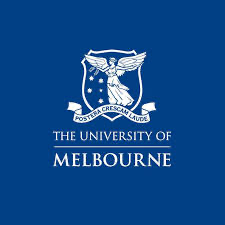 POSTERA CRESCAM LAUDE
THE UNIVERSITY OF
MELBOURNE